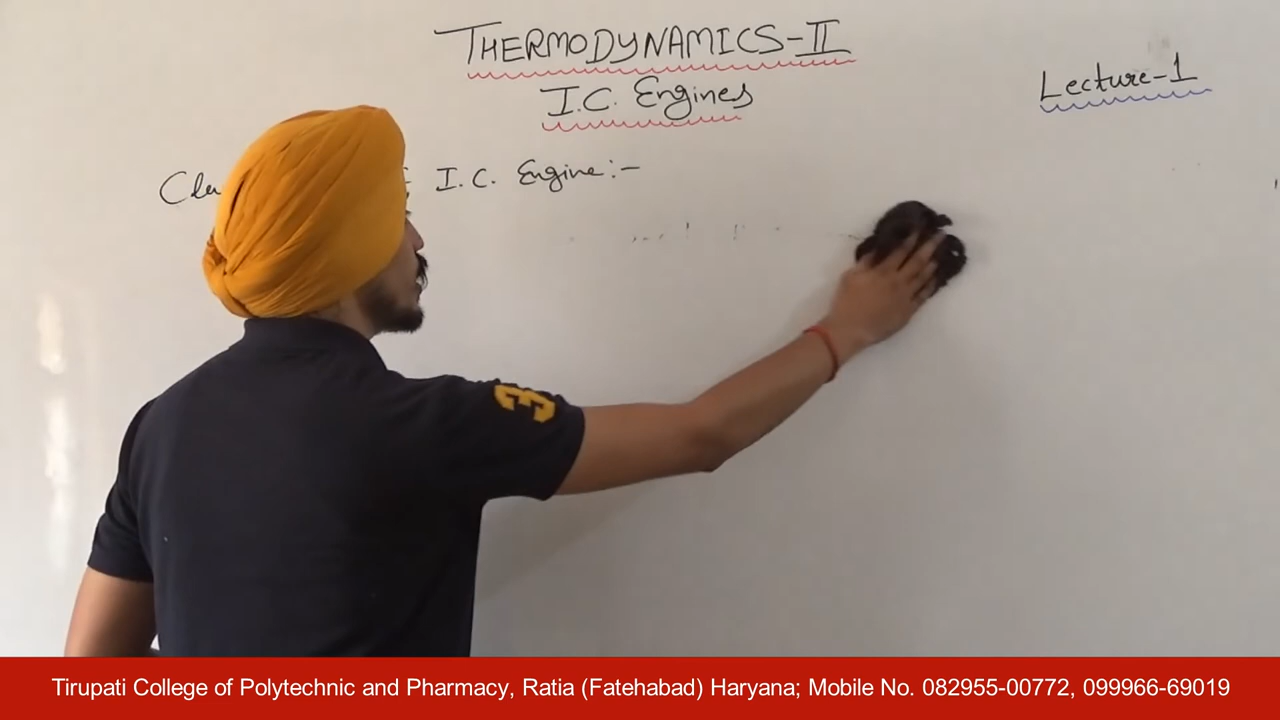 THERMODYNAMICS-II
I.C. Engines
Lecture-1
I.C. Engine:-
3
Tirupati College of Polytechnic and Pharmacy, Ratia (Fatehabad) Haryana; Mobile No. 082955-00772, 099966-69019